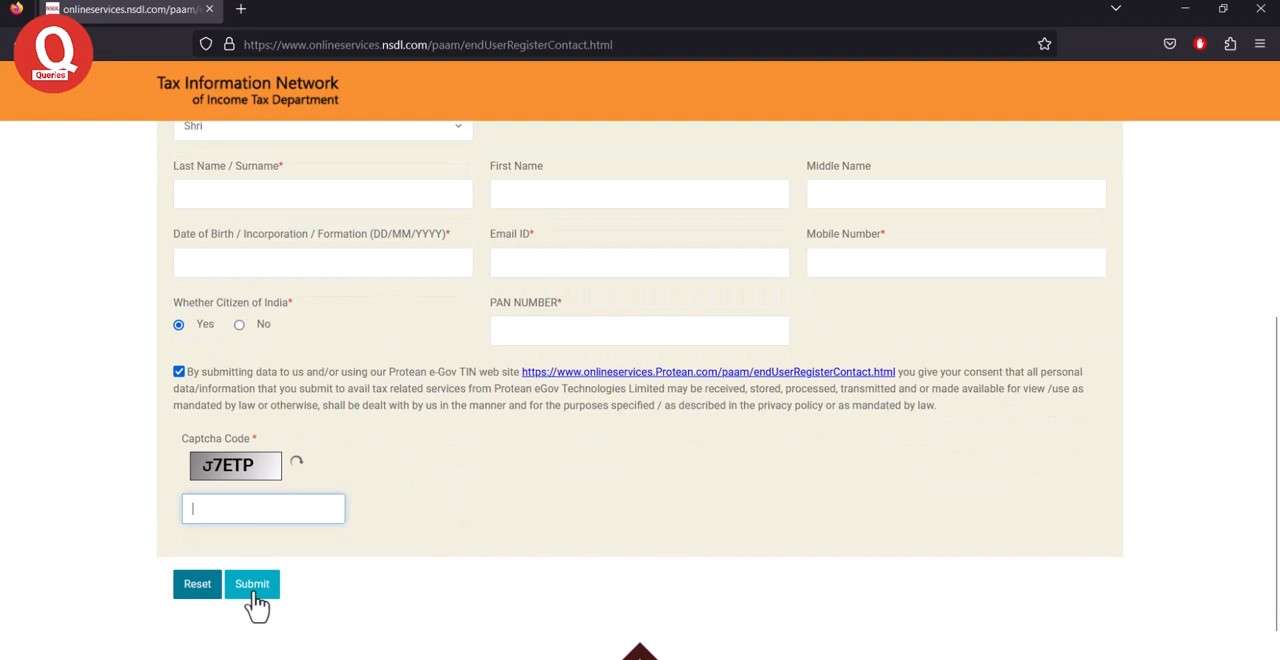 onlineservices.nsdl.com/paam/e
https://www.onlineservices.nsdl.com/paam/endUserRegisterContact.html
Q
Queries
Tax Information Network
of Income Tax Department
Shri
Last Name / Surname* First Name Middle Name
Date of Birth / Incorporation / Formation (DD/MM/YYYY)* Email ID* Mobile Number*
Whether Citizen of India* PAN NUMBER*
Yes No
By submitting data to us and/or using our Protean e-Gov TIN web site https://www.onlineservices.Protean.com/paam/endUserRegisterContact.html you give your consent that all personal
data/information that you submit to avail tax related services from Protean eGov Technologies Limited may be received, stored, processed, transmitted and or made available for view /use as
mandated by law or otherwise, shall be dealt with by us in the manner and for the purposes specified / as described in the privacy policy or as mandated by law.
Captcha Code *
J7ETP
Reset Submit